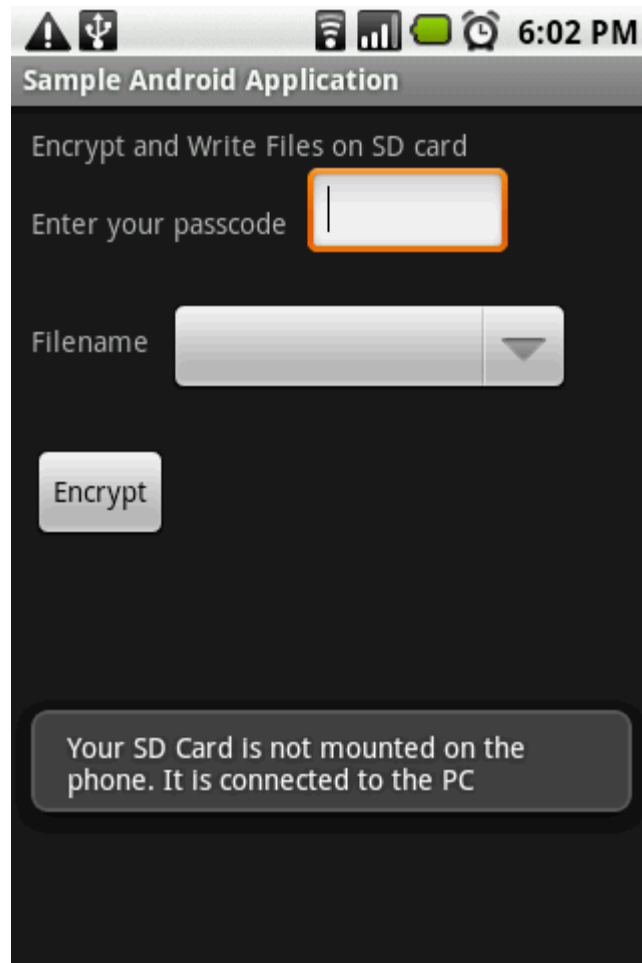 6:02 PM
Sample Android Application
Encrypt and Write Files on SD card
Enter your passcode
Filename
Encrypt
Your SD Card is not mounted on the
phone. It is connected to the PC